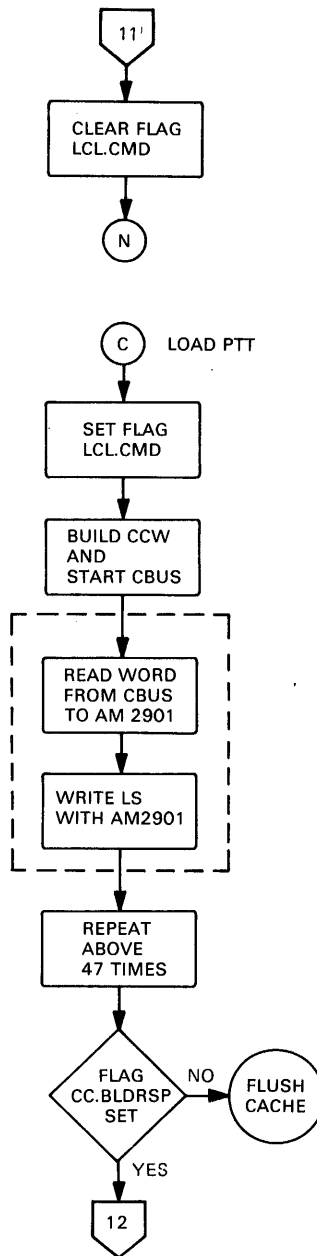 11'
CLEAR FLAG
LCL.CMD
N
C LOAD PTT
SET FLAG
LCL.CMD
BUILD CCW
AND
START CBUS
READ WORD
FROM CBUS
TO AM 2901
WRITE LS
WITH AM2901
REPEAT
ABOVE
47 TIMES
FLAG
CC.BLDRSP
SET
NO
FLUSH
CACHE
YES
12